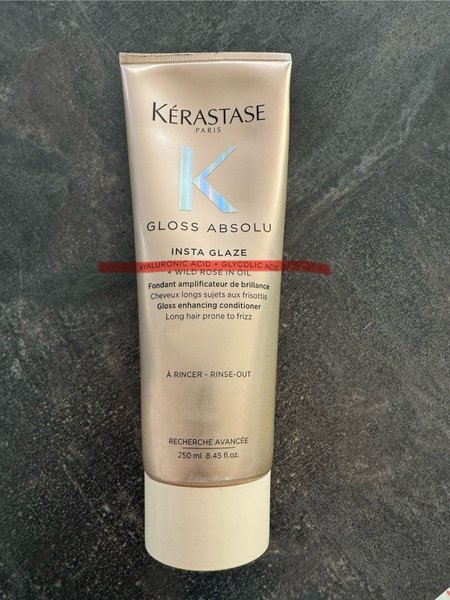 KÉRASTASE
PARIS
K
GLOSS ABSOLU
INSTA GLAZE
HYALURONIC ACID + GLYCOLIC ACID
+ WILD ROSE IN OIL
Fondant amplificateur de brillance
Cheveux longs sujets aux frisottis
Gloss enhancing conditioner
Long hair prone to frizz
À RINCER - RINSE-OUT
RECHERCHE AVANCÉE
250 ml 8.45 fl.oz.